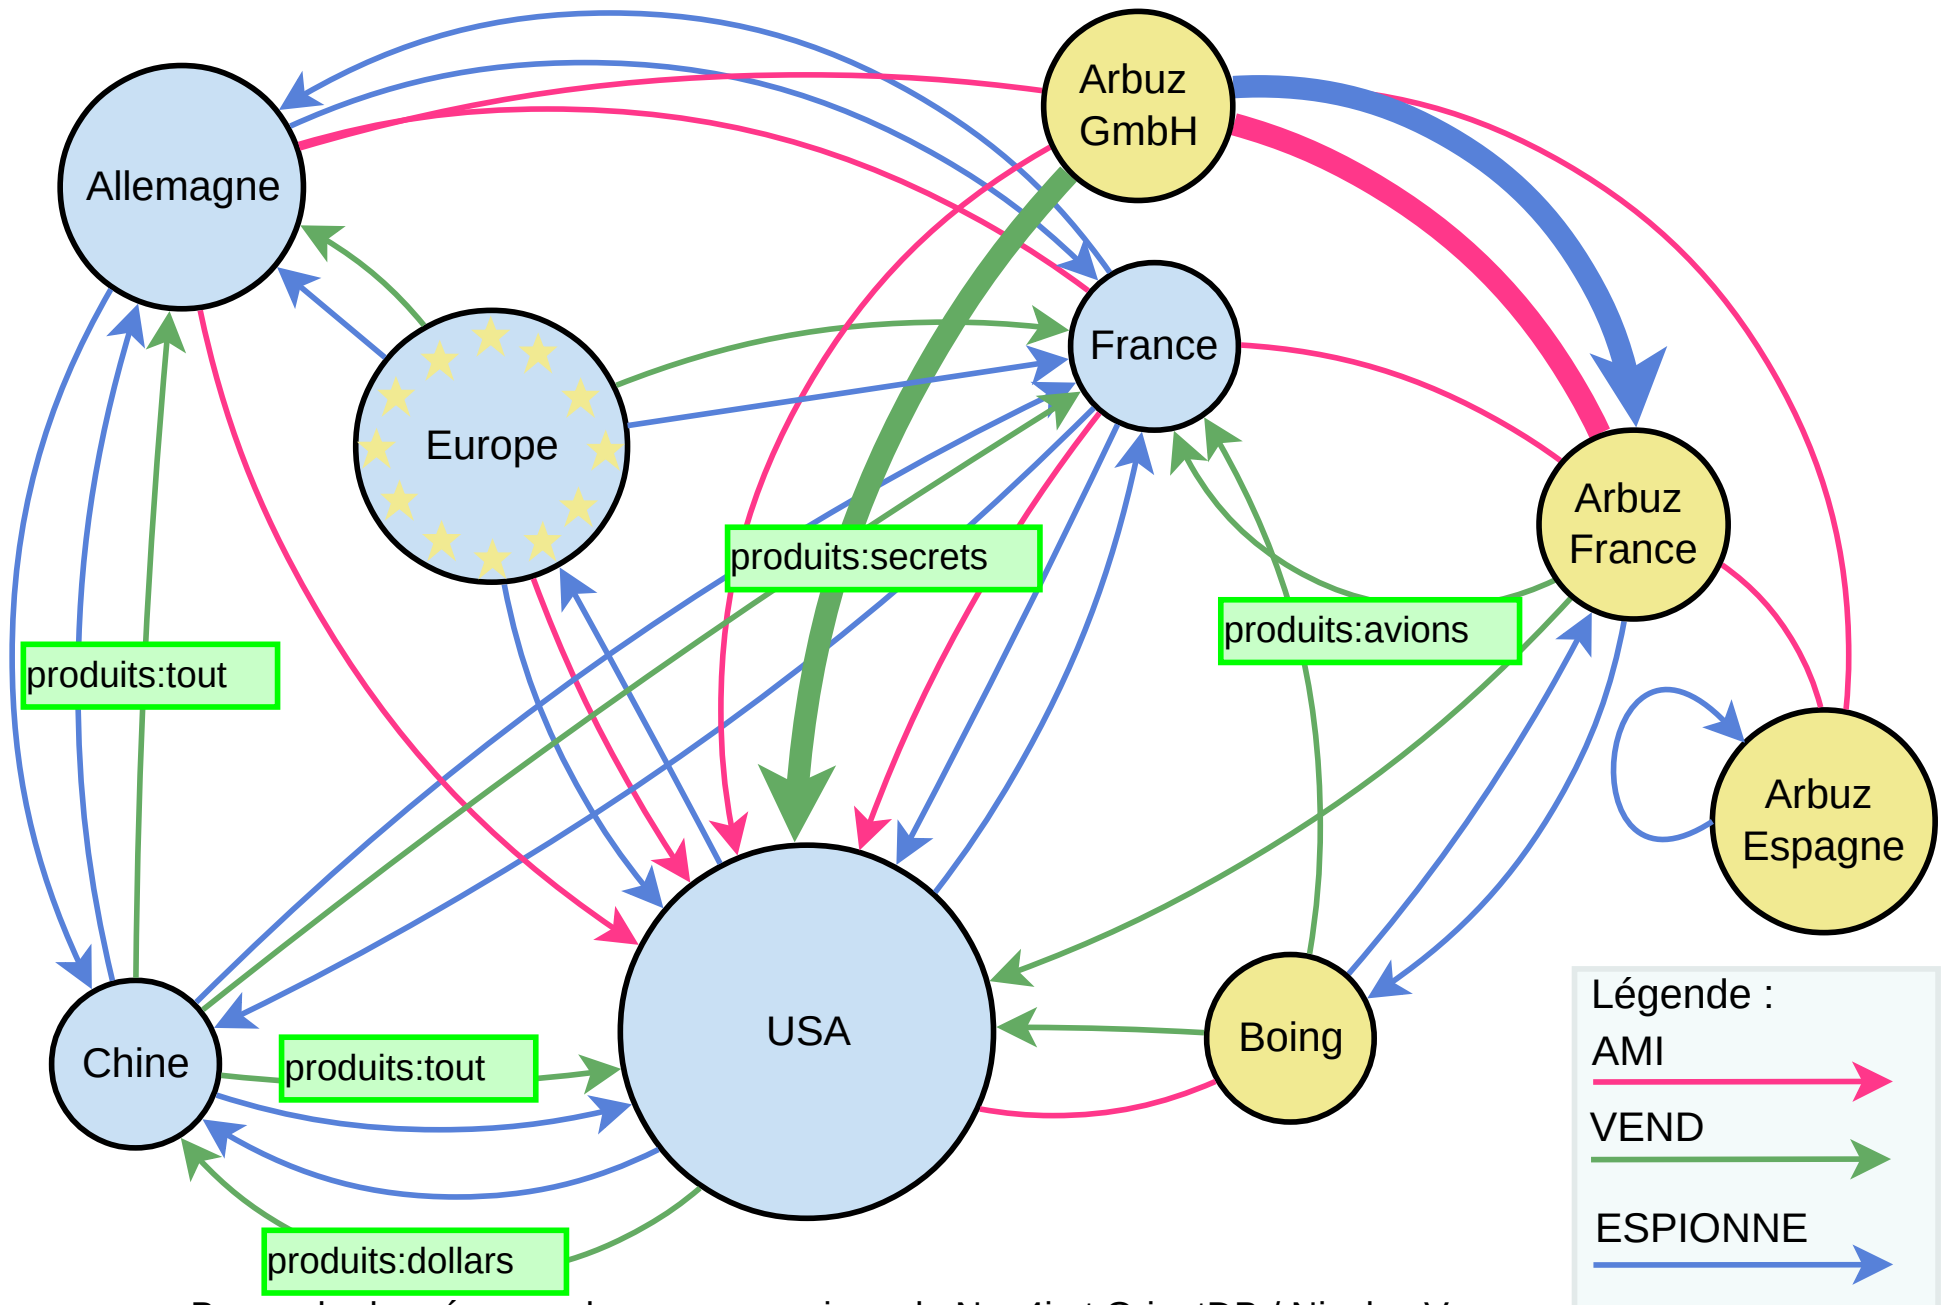 Arbuz
GmbH
Allemagne
France
Europe
Arbuz
France
produits:secrets
produits:avions
produits:tout
Arbuz
Espagne
USA
Boing
Chine
produits:tout
produits:dollars
Légende :
AMI
VEND
ESPIONNE